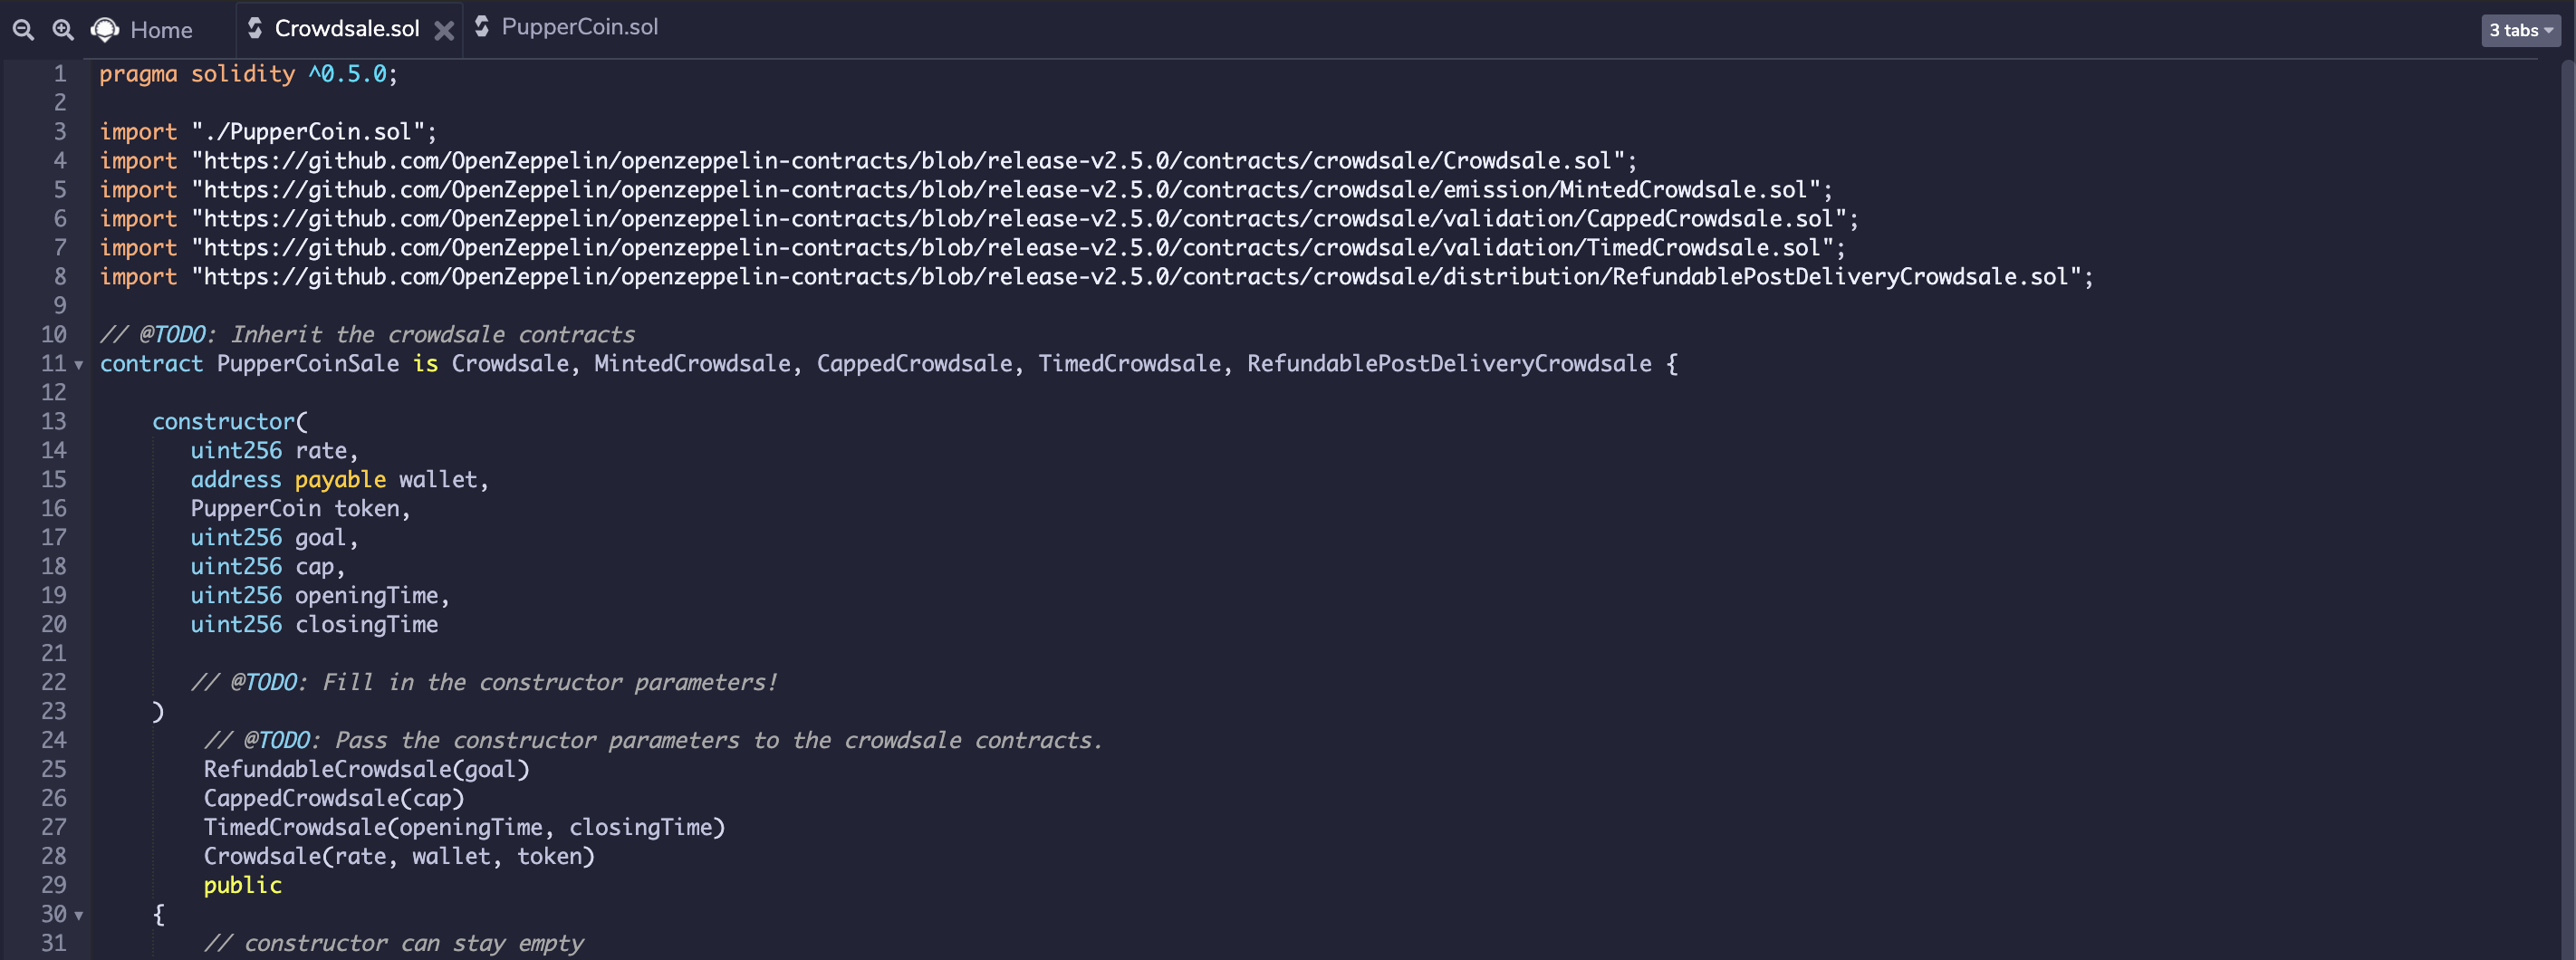 Home Crowdsale.sol PupperCoin.sol 3 tabs
1 pragma solidity ^0.5.0;
2
3 import "./PupperCoin.sol";
4 import "https://github.com/OpenZeppelin/openzeppelin-contracts/blob/release-v2.5.0/contracts/crowdsale/Crowdsale.sol";
5 import "https://github.com/OpenZeppelin/openzeppelin-contracts/blob/release-v2.5.0/contracts/crowdsale/emission/MintedCrowdsale.sol";
6 import "https://github.com/OpenZeppelin/openzeppelin-contracts/blob/release-v2.5.0/contracts/crowdsale/validation/CappedCrowdsale.sol";
7 import "https://github.com/OpenZeppelin/openzeppelin-contracts/blob/release-v2.5.0/contracts/crowdsale/validation/TimedCrowdsale.sol";
8 import "https://github.com/OpenZeppelin/openzeppelin-contracts/blob/release-v2.5.0/contracts/crowdsale/distribution/RefundablePostDeliveryCrowdsale.sol";
9
10 // @TODO: Inherit the crowdsale contracts
11 contract PupperCoinSale is Crowdsale, MintedCrowdsale, CappedCrowdsale, TimedCrowdsale, RefundablePostDeliveryCrowdsale {
12
13 constructor(
14 uint256 rate,
15 address payable wallet,
16 PupperCoin token,
17 uint256 goal,
18 uint256 cap,
19 uint256 openingTime,
20 uint256 closingTime
21
22 // @TODO: Fill in the constructor parameters!
23 )
24 // @TODO: Pass the constructor parameters to the crowdsale contracts.
25 RefundableCrowdsale(goal)
26 CappedCrowdsale(cap)
27 TimedCrowdsale(openingTime, closingTime)
28 Crowdsale(rate, wallet, token)
29 public
30 {
31 // constructor can stay empty